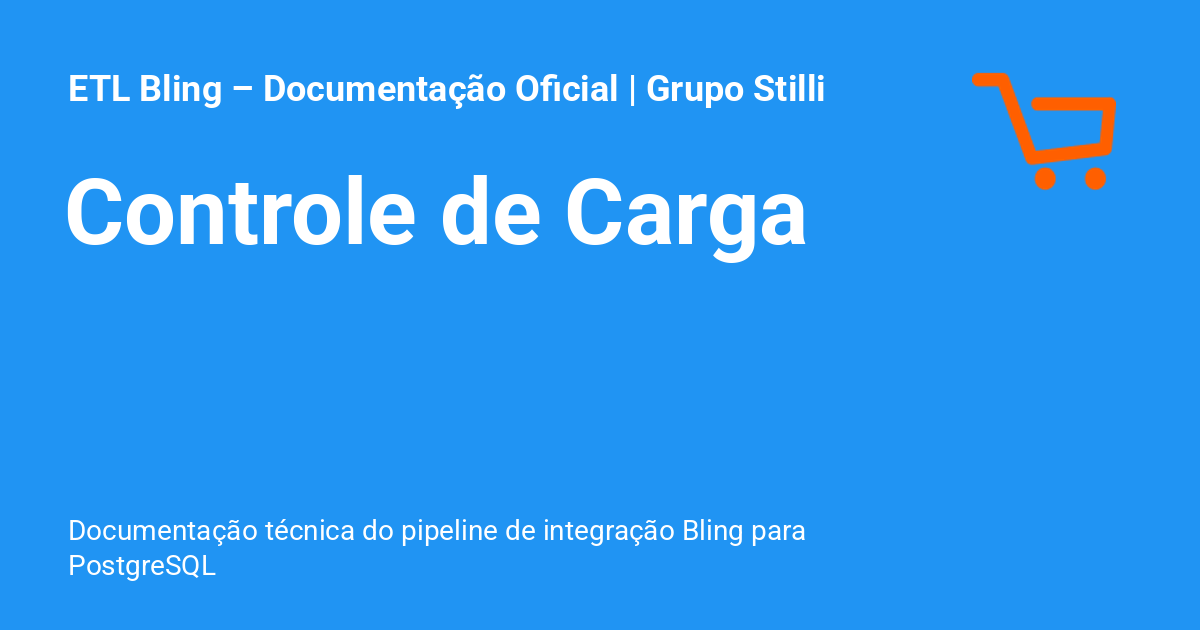 ETL Bling – Documentação Oficial | Grupo Stilli
Controle de Carga
Documentação técnica do pipeline de integração Bling para
PostgreSQL